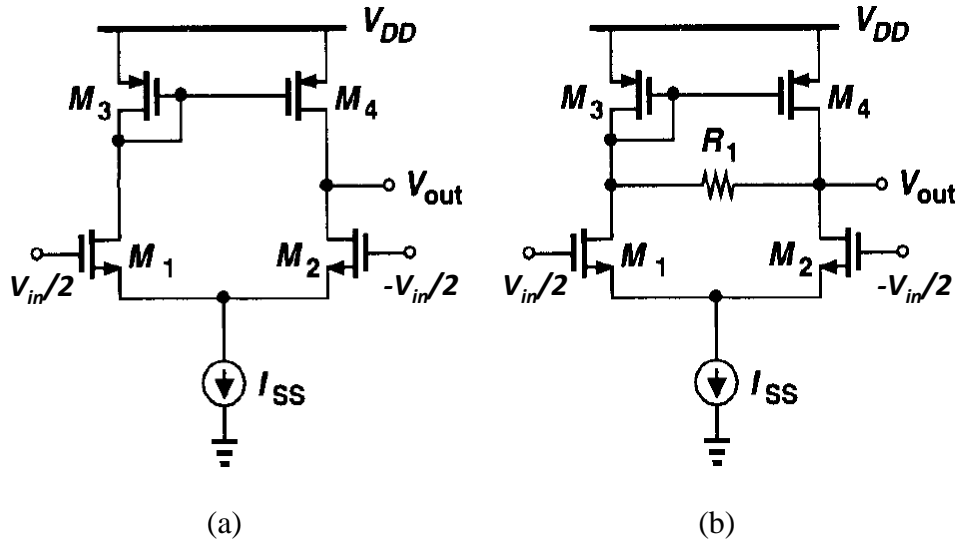 V_DD V_DD
M_3 M_4 M_3 M_4
R_1
V_out V_out
M_1 M_2 M_1 M_2
V_in/2 -V_in/2 V_in/2 -V_in/2
I_SS I_SS
(a) (b)